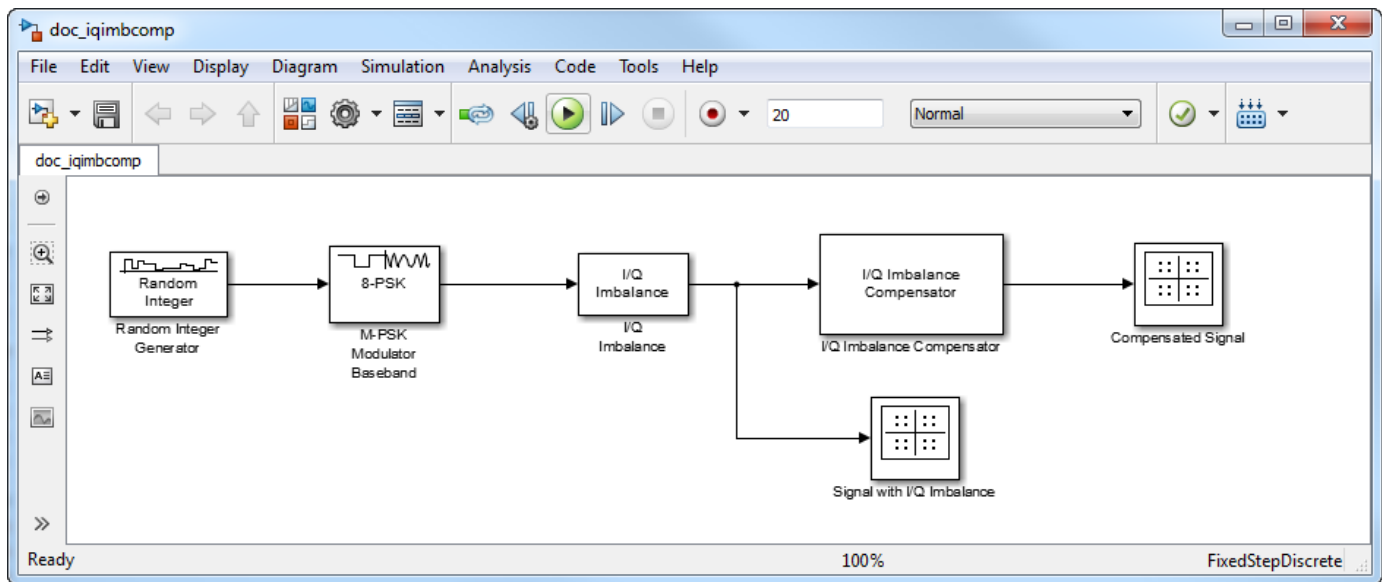 doc_iqimbcomp
File Edit View Display Diagram Simulation Analysis Code Tools Help
20 Normal
doc_iqimbcomp
Random
Integer
Random Integer
Generator
8-PSK
M-PSK
Modulator
Baseband
I/Q
Imbalance
I/Q
Imbalance
I/Q Imbalance
Compensator
I/Q Imbalance Compensator
Compensated Signal
Signal with I/Q Imbalance
Ready 100% FixedStepDiscrete